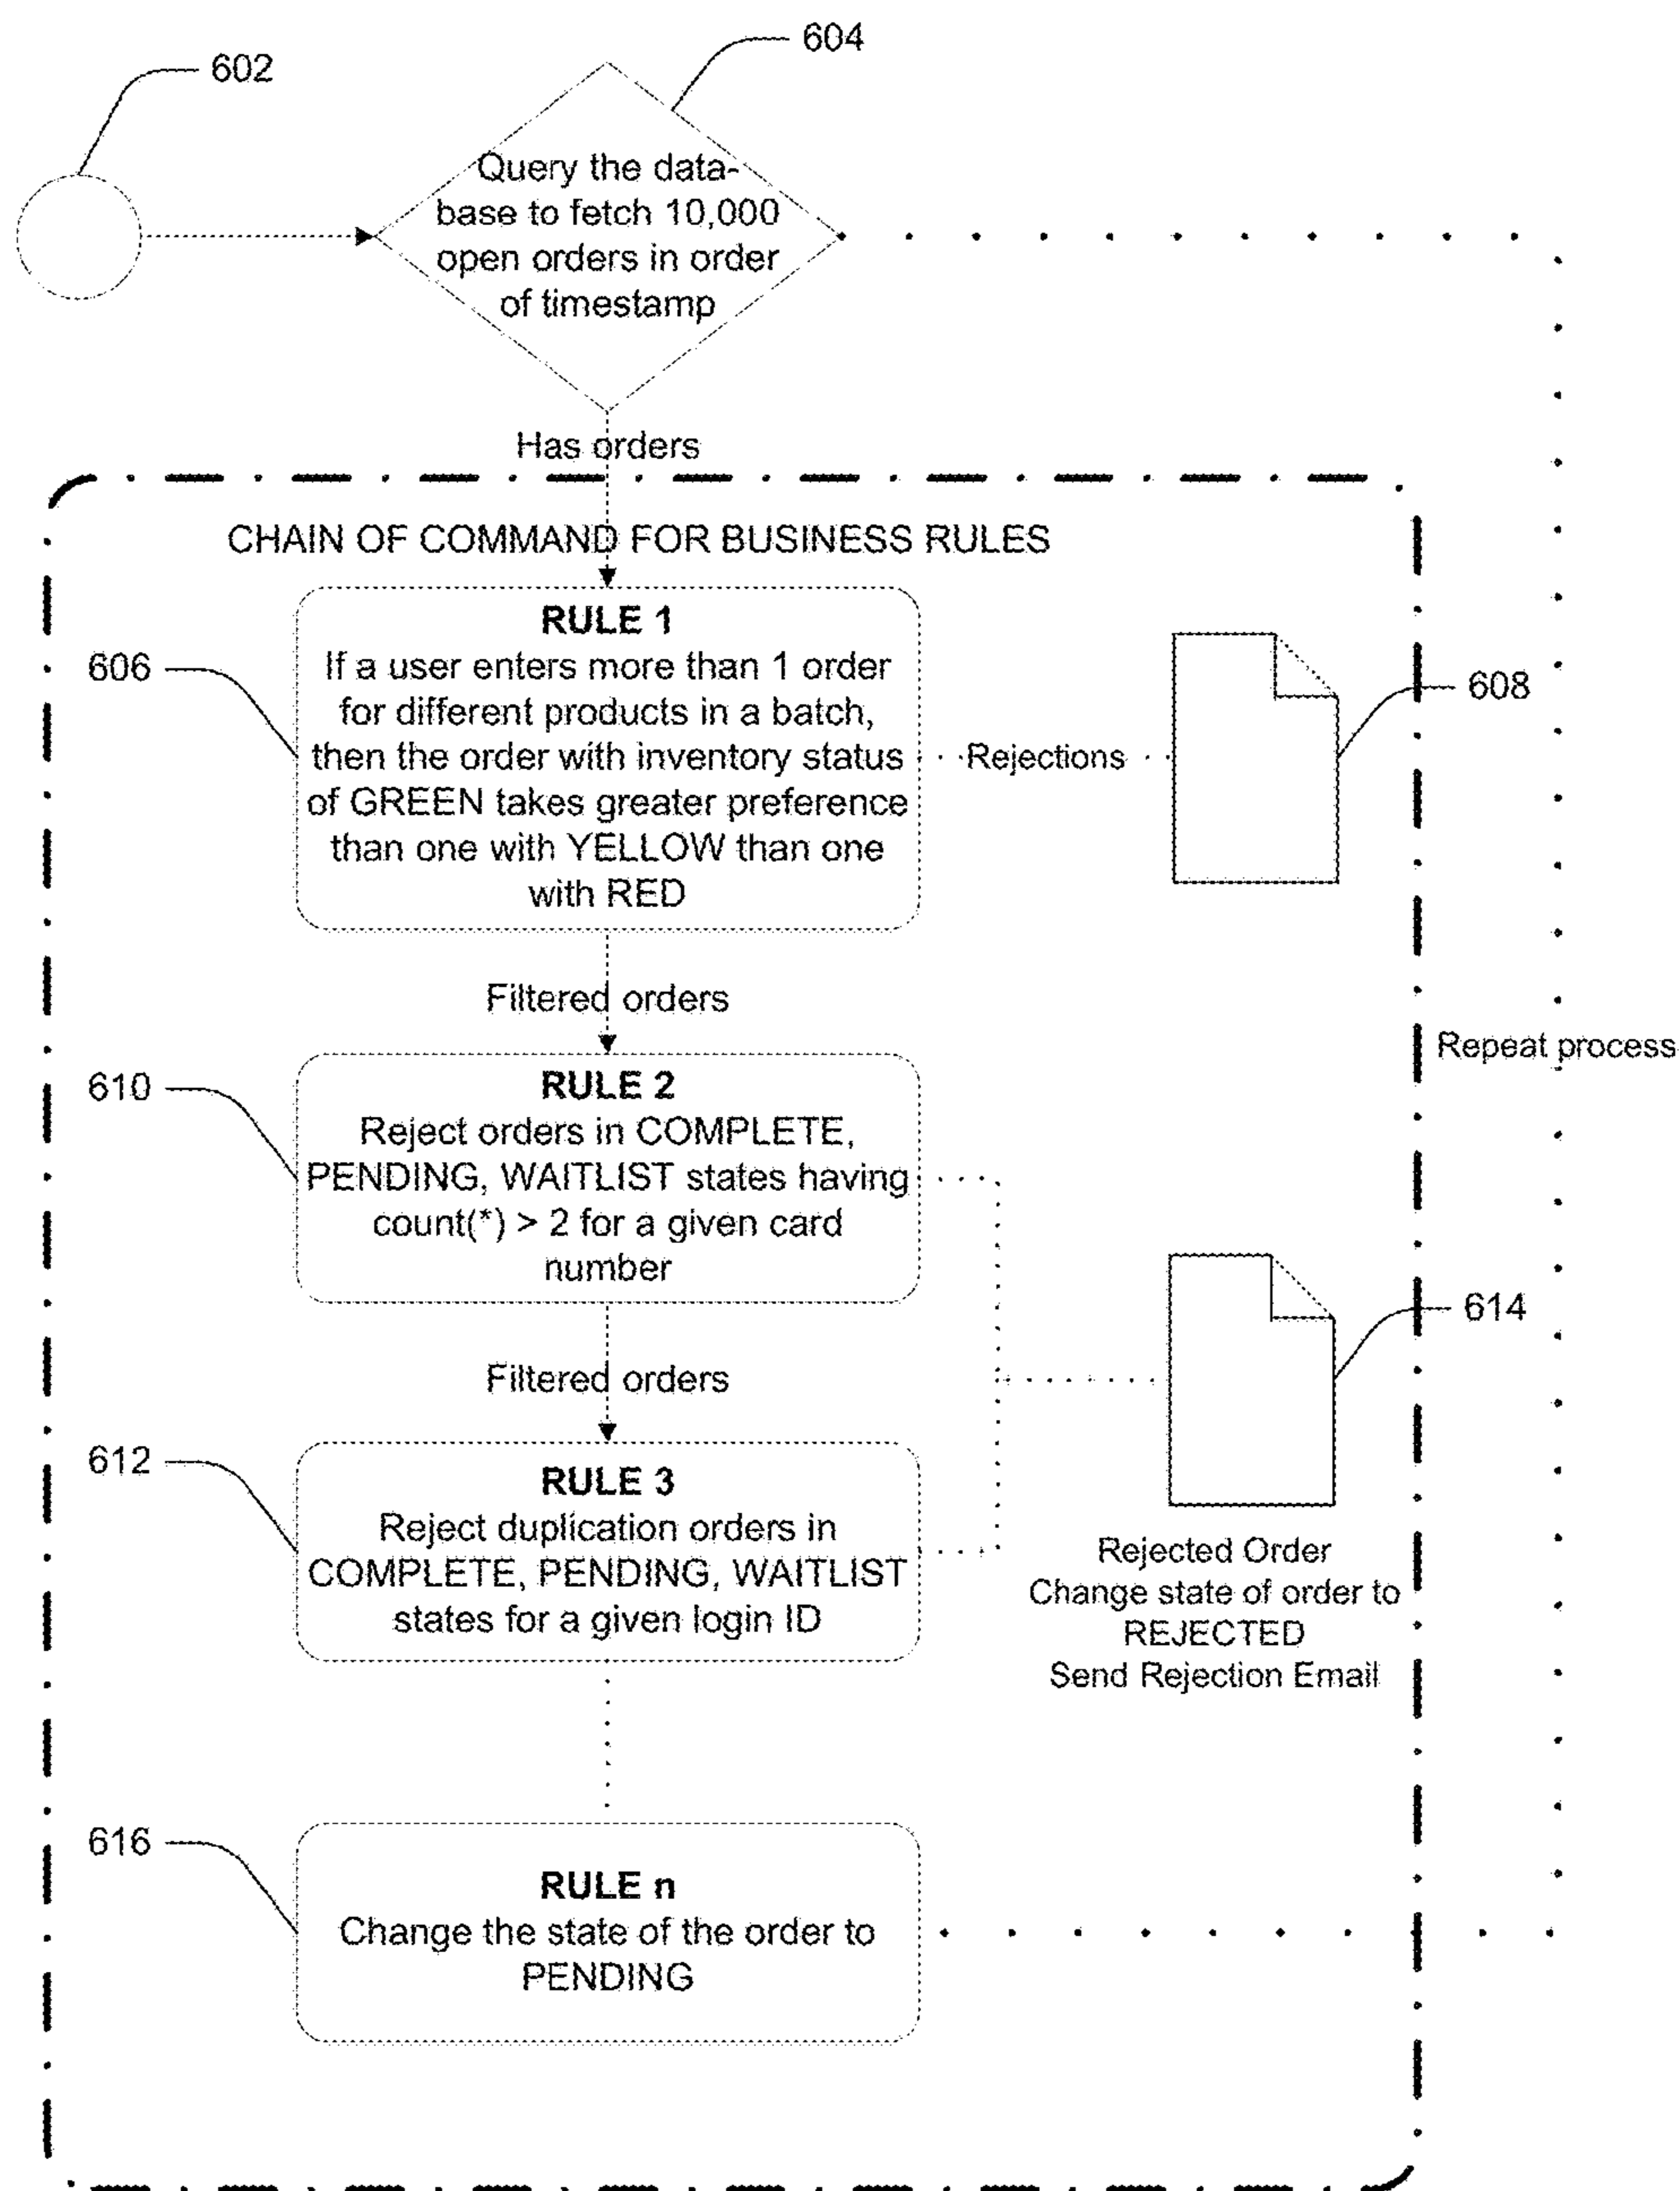 602
604
Query the data-
base to fetch 10,000
open orders in order
of timestamp
Has orders
CHAIN OF COMMAND FOR BUSINESS RULES
606
RULE 1
If a user enters more than 1 order
for different products in a batch,
then the order with inventory status
of GREEN takes greater preference
than one with YELLOW than one
with RED
Rejections
608
Filtered orders
Repeat process
610
RULE 2
Reject orders in COMPLETE,
PENDING, WAITLIST states having
count(*) > 2 for a given card
number
614
Filtered orders
612
RULE 3
Reject duplication orders in
COMPLETE, PENDING, WAITLIST
states for a given login ID
Rejected Order
Change state of order to
REJECTED
Send Rejection Email
616
RULE n
Change the state of the order to
PENDING